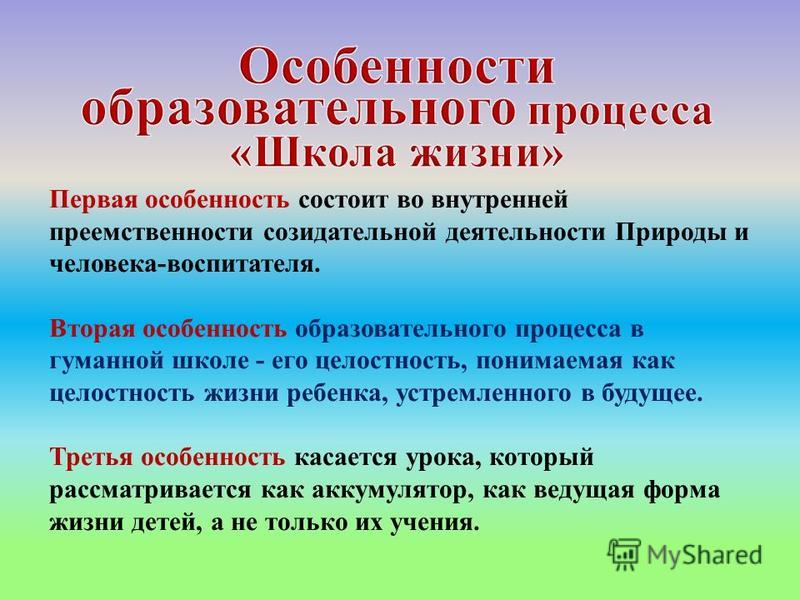 Особенности
образовательного процесса
«Школа жизни»
Первая особенность состоит во внутренней
преемственности созидательной деятельности Природы и
человека-воспитателя.
Вторая особенность образовательного процесса в
гуманной школе - его целостность, понимаемая как
целостность жизни ребенка, устремленного в будущее.
Третья особенность касается урока, который
рассматривается как аккумулятор, как ведущая форма
жизни детей, а не только их учения.
MyShared